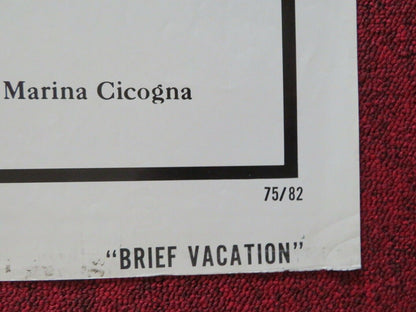 Marina Cicogna
75/82
"BRIEF VACATION"